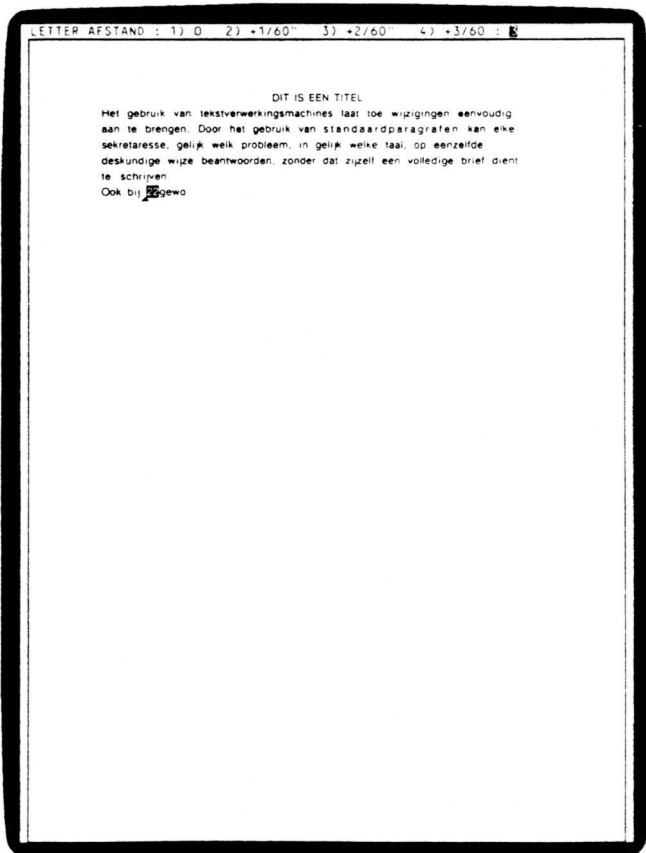 LETTER AFSTAND : 1) 0 2) +1/60" 3) +2/60" 4) +3/60 :
DIT IS EEN TITEL
Het gebruik van tekstverwerkingsmachines laat toe wijzigingen eenvoudig
aan te brengen. Door het gebruik van standaardparagrafen kan elke
sekretaresse, gelijk welk probleem, in gelijk welke taal, op eenzelfde
deskundige wijze beantwoorden, zonder dat zijzelf een volledige brief dient
te schrijven.
Ook bij gewo